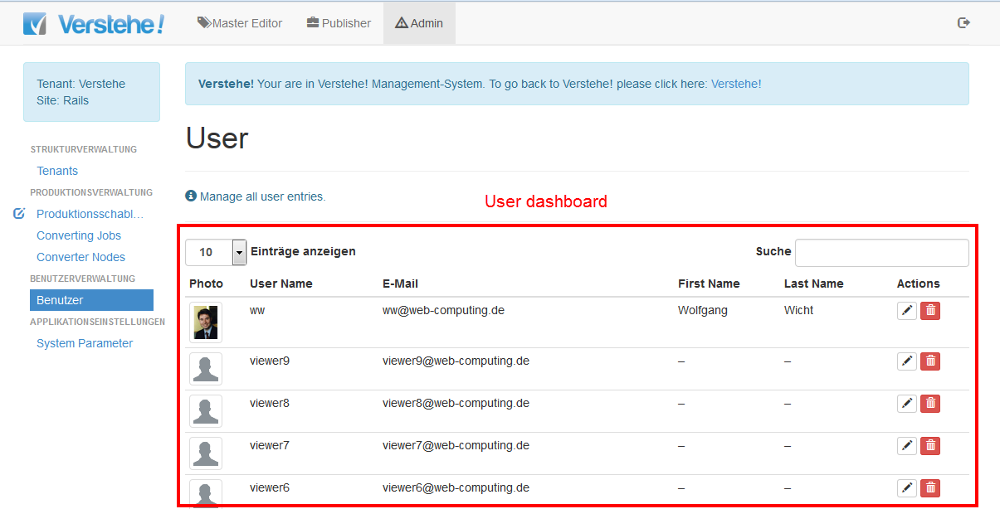 Verstehe! Master Editor Publisher Admin
Tenant: Verstehe
Site: Rails
STRUKTURVERWALTUNG
Tenants
PRODUKTIONSVERWALTUNG
Produktionsschabl...
Converting Jobs
Converter Nodes
BENUTZERVERWALTUNG
Benutzer
APPLIKATIONSEINSTELLUNGEN
System Parameter
Verstehe! Your are in Verstehe! Management-System. To go back to Verstehe! please click here: Verstehe!
User
Manage all user entries.
User dashboard
10 Einträge anzeigen Suche
Photo User Name E-Mail First Name Last Name Actions
ww ww@web-computing.de Wolfgang Wicht
viewer9 viewer9@web-computing.de – –
viewer8 viewer8@web-computing.de – –
viewer7 viewer7@web-computing.de – –
viewer6 viewer6@web-computing.de – –